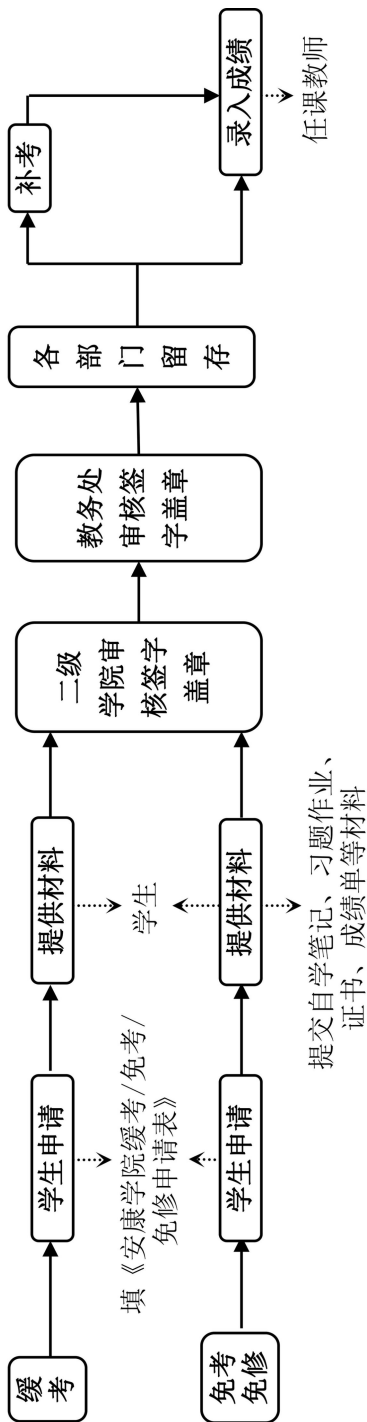 缓
考
学生申请
提供材料
填《安康学院缓考/免考/
免修申请表》
学生
免考
免修
学生申请
提供材料
提交自学笔记、习题作业、
证书、成绩单等材料
二级
学院审
核签字
盖章
教务处
审核签
字盖章
各
部
门
留
存
补考
录入成绩
任课教师